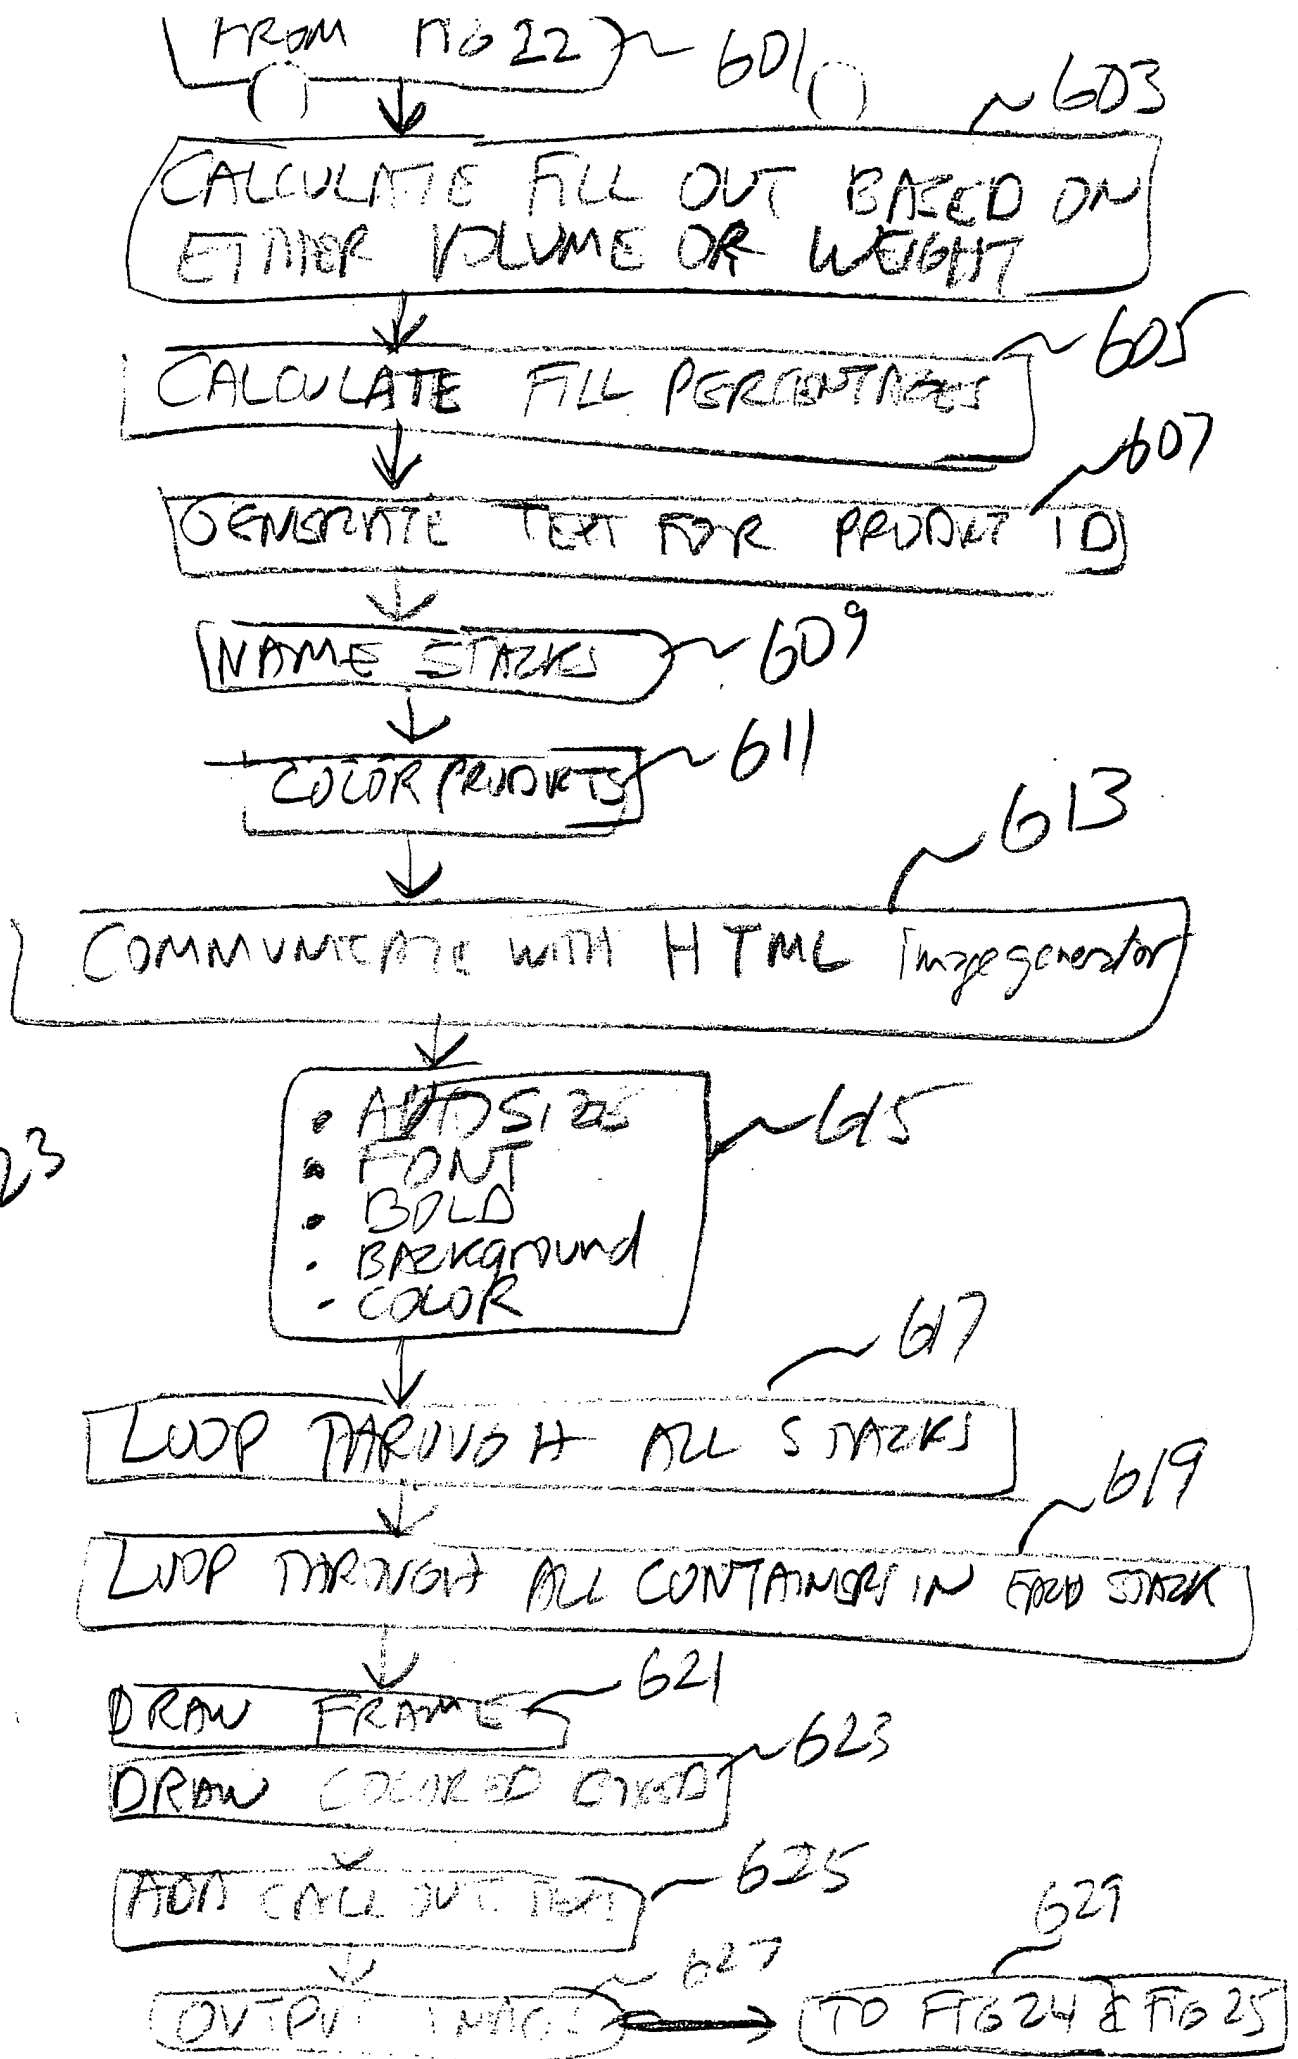 FROM FIG 22 601
603
CALCULATE FILL OUT BASED ON
EITHER VOLUME OR WEIGHT
605
CALCULATE FILL PERCENTAGES
607
GENERATE TEXT FOR PRODUCT ID
NAME STACKS 609
COLOR PRODUCTS 611
613
COMMUNICATE WITH HTML Image generator
• AUTOSIZES 615
• FONT
23
• BOLD
• BACKground
• COLOR
617
LOOP THROUGH ALL STACKS
619
LOOP THROUGH ALL CONTAINERS IN EACH STACK
DRAW FRAME 621
DRAW COLORED 623
ADD CALL OUT TEXT 625
629
OUTPUT IMAGE 627
TO FIG 24 & FIG 25